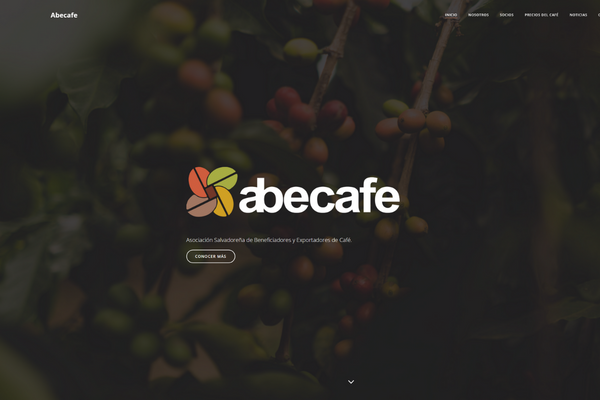 Abecafe
INICIO NOSOTROS SOCIOS PRECIOS DEL CAFÉ NOTICIAS
abecafe
Asociación Salvadoreña de Beneficiadores y Exportadores de Café.
CONOCER MÁS